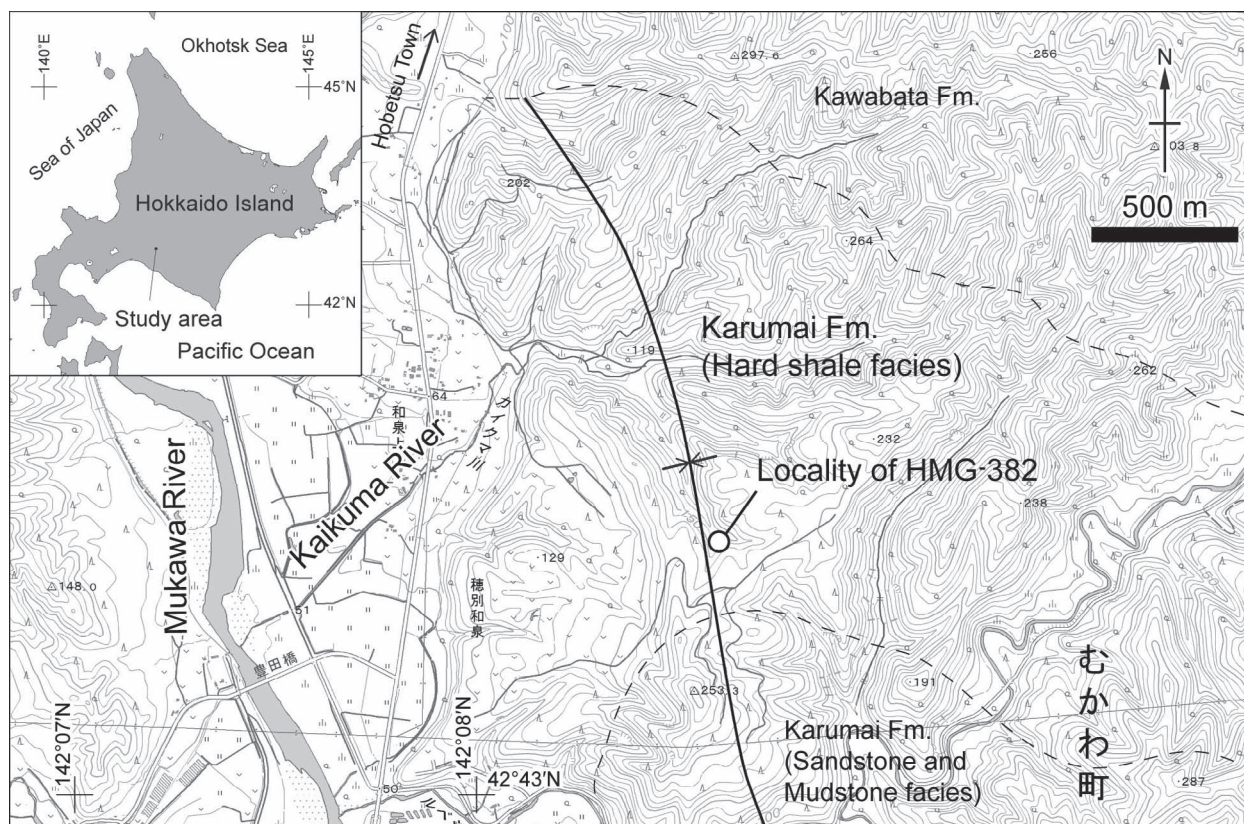 140°E
Okhotsk Sea
145°E
45°N
Sea of Japan
Hokkaido Island
42°N
Study area
Pacific Ocean
Hobetsu Town
100
297.6
256
Kawabata Fm.
N
03.8
500 m
202
264
Karumai Fm.
(Hard shale facies)
119
262
64
カイクマ川
和泉
Kaikuma River
Mukawa River
232
Locality of HMG-382
238
129
148.0
穂別和泉
51
豊田橋
253.3
191
むかわ町
Karumai Fm.
(Sandstone and
Mudstone facies)
287
142°07′N
142°08′N
42°43′N
50
ルベ